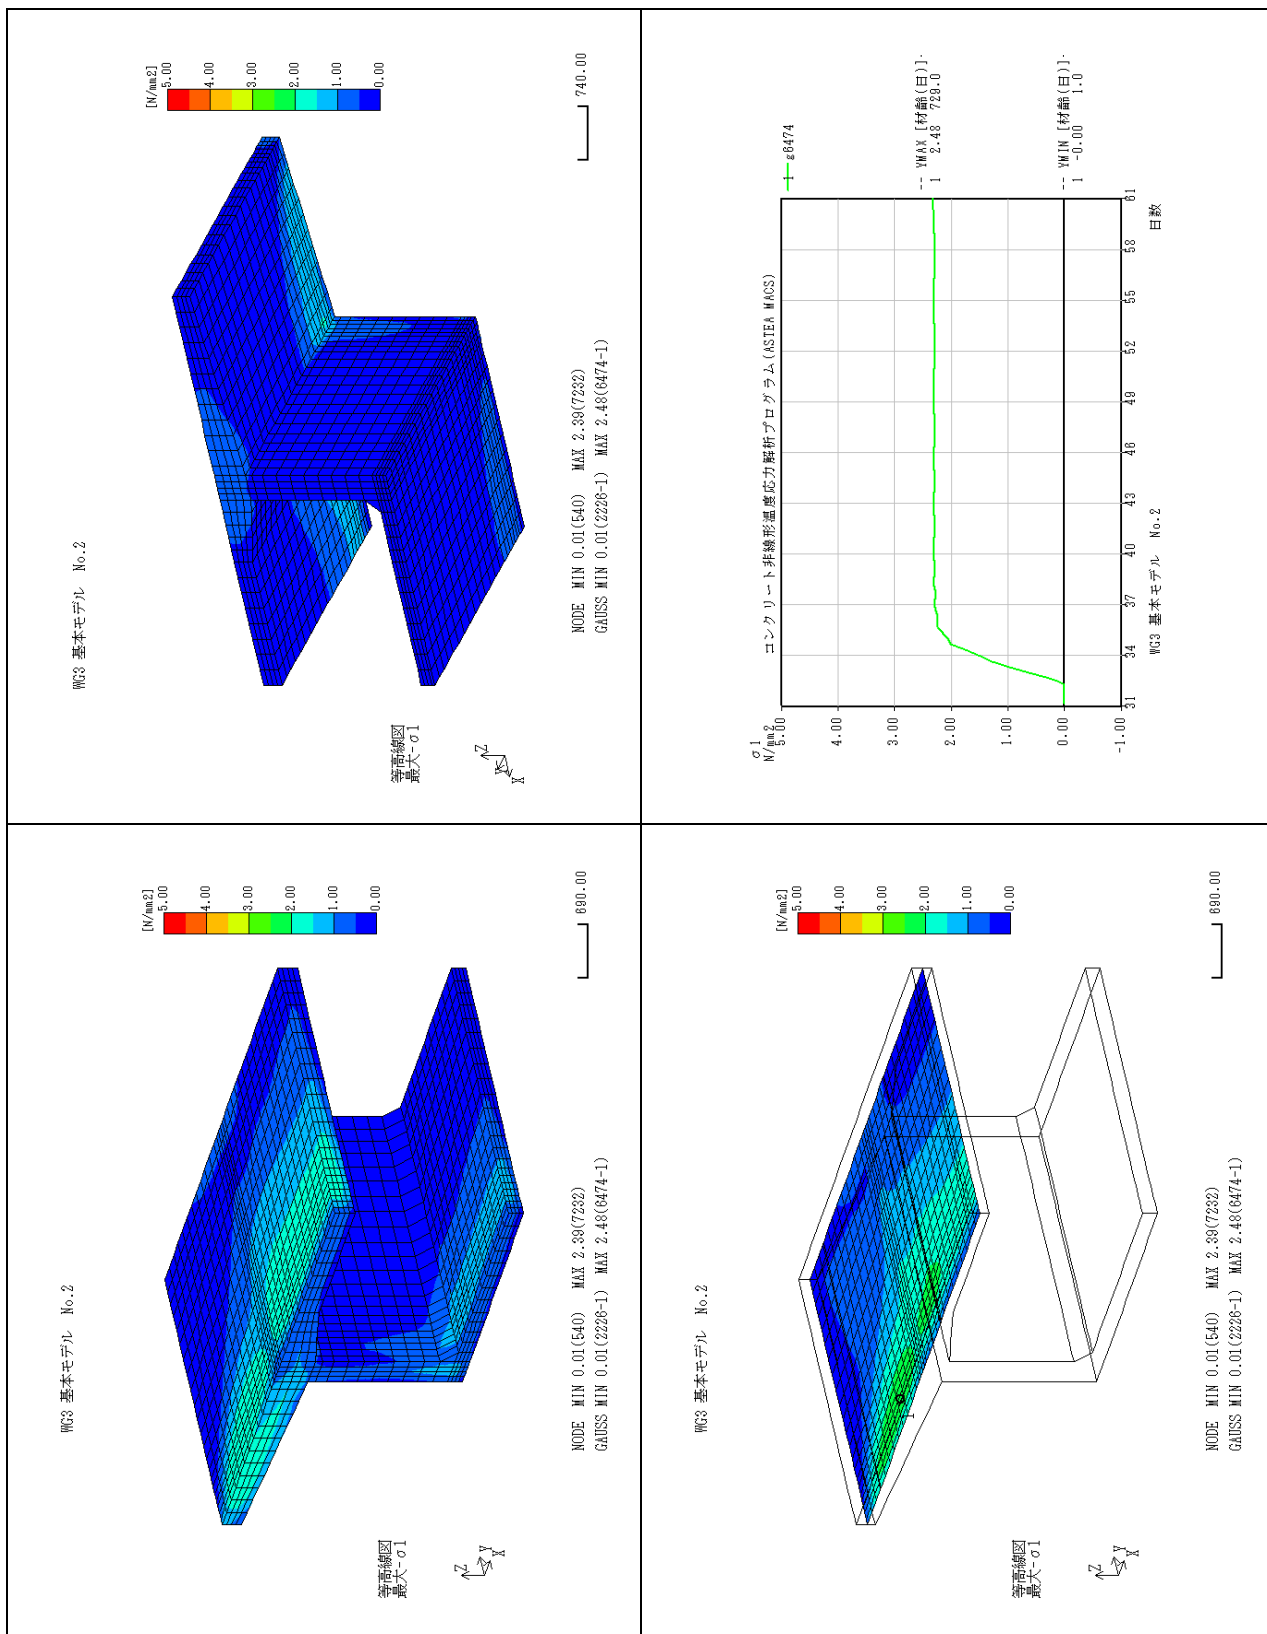 WG3 基本モデル No.2
[N/mm2]
5.00
4.00
3.00
2.00
1.00
0.00
等高線図
最大-σ1
Z
Y
X
740.00
NODE MIN 0.01(540) MAX 2.39(7232)
GAUSS MIN 0.01(2226-1) MAX 2.48(6474-1)
σ1
N/mm2
コンクリート非線形温度応力解析プログラム(ASTEA MACS)
1 g6474
5.00
4.00
3.00
2.00
1.00
0.00
-1.00
-- YMAX [材齢(日)]-
1 2.48 729.0
-- YMIN [材齢(日)]-
1 -0.00 1.0
31
34
37
40
43
46
49
52
55
58
61
日数
WG3 基本モデル No.2
WG3 基本モデル No.2
[N/mm2]
5.00
4.00
3.00
2.00
1.00
0.00
等高線図
最大-σ1
Z
Y
X
690.00
NODE MIN 0.01(540) MAX 2.39(7232)
GAUSS MIN 0.01(2226-1) MAX 2.48(6474-1)
WG3 基本モデル No.2
[N/mm2]
5.00
4.00
3.00
2.00
1.00
0.00
1
等高線図
最大-σ1
Z
Y
X
690.00
NODE MIN 0.01(540) MAX 2.39(7232)
GAUSS MIN 0.01(2226-1) MAX 2.48(6474-1)